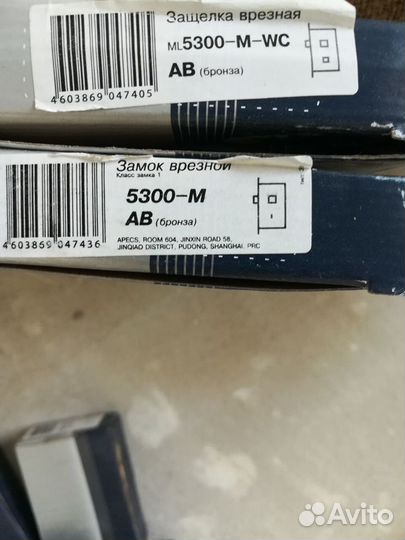 Защелка врезная
ML5300-M-WC
AB (бронза)
4603869 047405
Замок врезной
Класс замка 1
5300-M
AB (бронза)
4603869 047436
APECS, ROOM 604, JINXIN ROAD 58,
JINQIAO DISTRICT, PUDONG, SHANGHAI, PRC
Avito